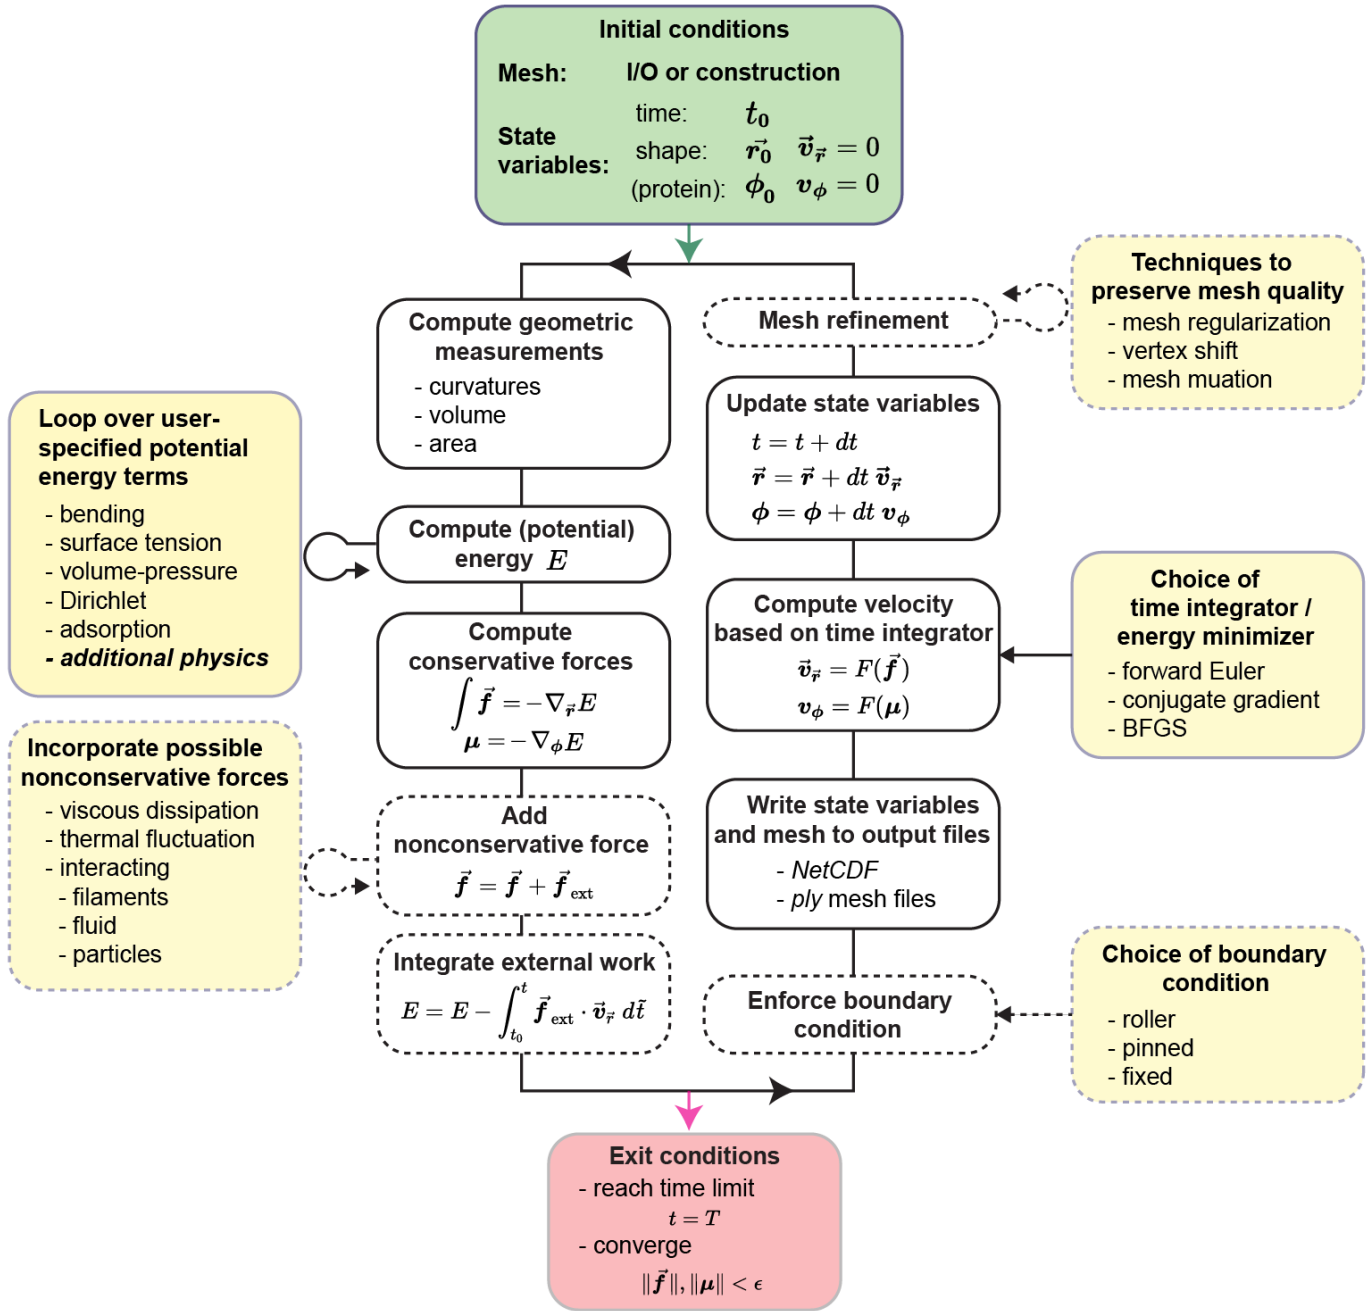 Initial conditions
Mesh: I/O or construction
State variables:
time: t₀
shape: r⃗₀ v⃗_r⃗ = 0
(protein): ϕ₀ v_ϕ = 0
Compute geometric
measurements
- curvatures
- volume
- area
Loop over user-
specified potential
energy terms
- bending
- surface tension
- volume-pressure
- Dirichlet
- adsorption
- additional physics
Compute (potential)
energy E
Compute
conservative forces
∫ f⃗ = −∇_r⃗ E
μ = −∇_ϕ E
Incorporate possible
nonconservative forces
- viscous dissipation
- thermal fluctuation
- interacting
- filaments
- fluid
- particles
Add
nonconservative force
f⃗ = f⃗ + f⃗_ext
Integrate external work
E = E − ∫_{t₀}^{t} f⃗_ext · v⃗_r⃗ dt̃
Techniques to
preserve mesh quality
- mesh regularization
- vertex shift
- mesh muation
Mesh refinement
Update state variables
t = t + dt
r⃗ = r⃗ + dt v⃗_r⃗
ϕ = ϕ + dt v_ϕ
Compute velocity
based on time integrator
v⃗_r⃗ = F(f⃗)
v_ϕ = F(μ)
Choice of
time integrator /
energy minimizer
- forward Euler
- conjugate gradient
- BFGS
Write state variables
and mesh to output files
- NetCDF
- ply mesh files
Enforce boundary
condition
Choice of boundary
condition
- roller
- pinned
- fixed
Exit conditions
- reach time limit
t = T
- converge
‖f⃗‖, ‖μ‖ < ϵ